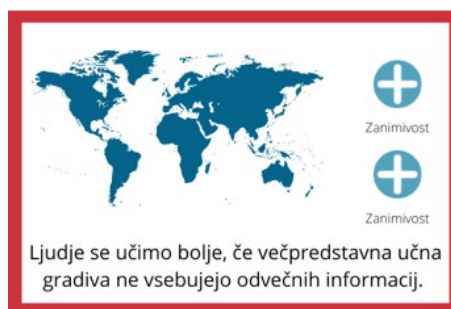 Zanimivost
Zanimivost
Ljudje se učimo bolje, če večpredstavna učna
gradiva ne vsebujejo odvečnih informacij.